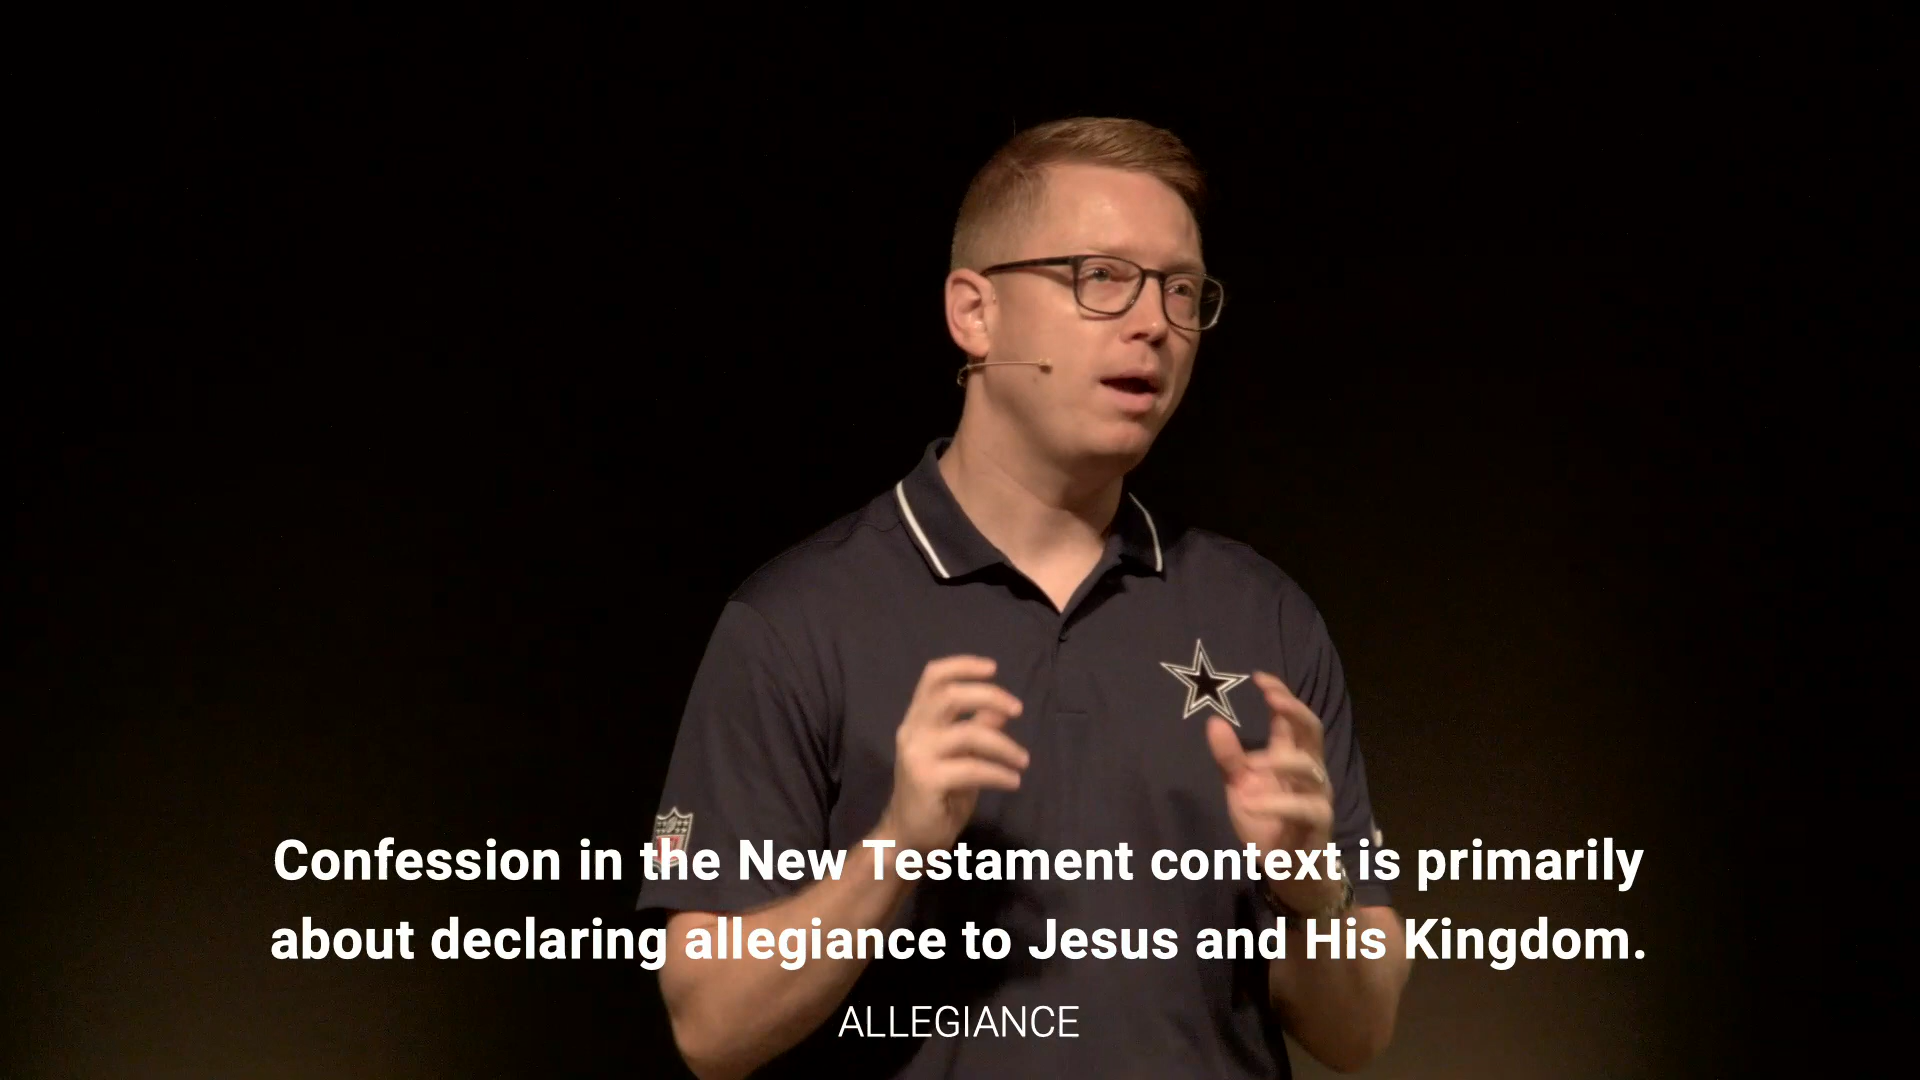 Confession in the New Testament context is primarily
about declaring allegiance to Jesus and His Kingdom.
ALLEGIANCE